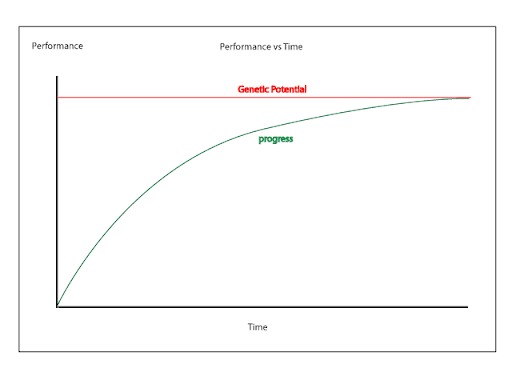 Performance
Performance vs Time
Genetic Potential
progress
Time